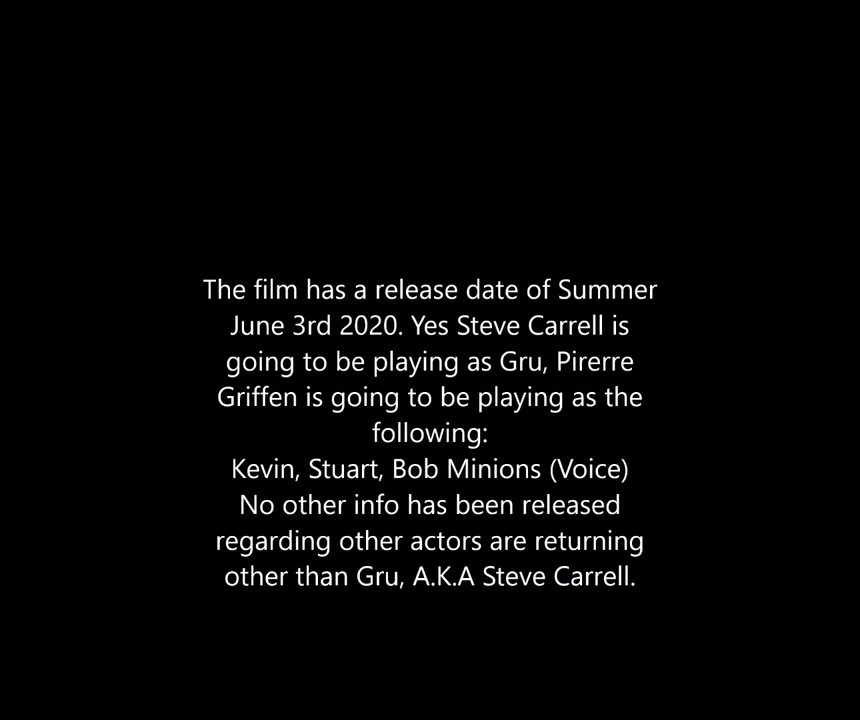 The film has a release date of Summer
June 3rd 2020. Yes Steve Carrell is
going to be playing as Gru, Pirerre
Griffen is going to be playing as the
following:
Kevin, Stuart, Bob Minions (Voice)
No other info has been released
regarding other actors are returning
other than Gru, A.K.A Steve Carrell.